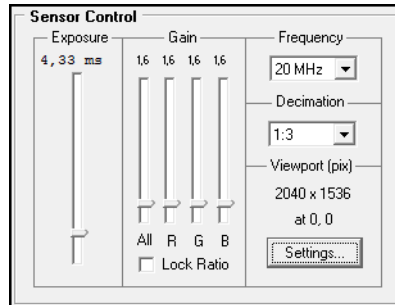 Sensor Control
Exposure
4,33 ms
Gain
1,6 1,6 1,6 1,6
All R G B
Lock Ratio
Frequency
20 MHz
Decimation
1:3
Viewport (pix)
2040 x 1536
at 0, 0
Settings...